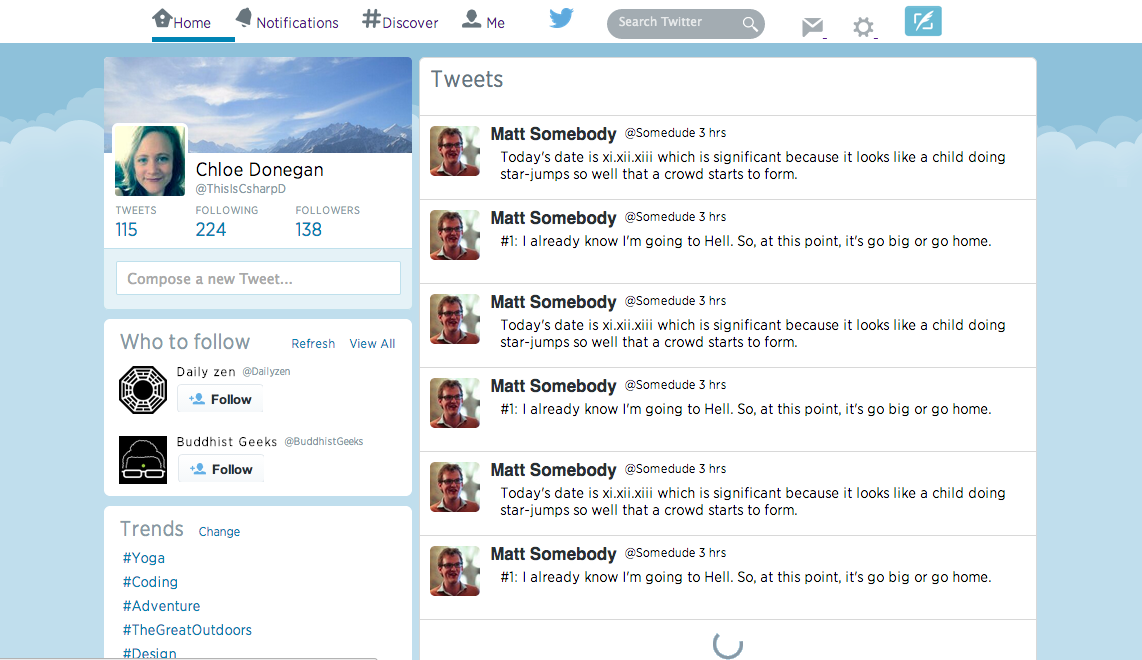 Home Notifications #Discover Me Search Twitter
Chloe Donegan
@ThisIsCsharpD
TWEETS FOLLOWING FOLLOWERS
115 224 138
Compose a new Tweet...
Who to follow Refresh View All
Daily zen @Dailyzen
Follow
Buddhist Geeks @BuddhistGeeks
Follow
Trends Change
#Yoga
#Coding
#Adventure
#TheGreatOutdoors
#Design
Tweets
Matt Somebody @Somedude 3 hrs
Today's date is xi.xii.xiii which is significant because it looks like a child doing
star-jumps so well that a crowd starts to form.
Matt Somebody @Somedude 3 hrs
#1: I already know I'm going to Hell. So, at this point, it's go big or go home.
Matt Somebody @Somedude 3 hrs
Today's date is xi.xii.xiii which is significant because it looks like a child doing
star-jumps so well that a crowd starts to form.
Matt Somebody @Somedude 3 hrs
#1: I already know I'm going to Hell. So, at this point, it's go big or go home.
Matt Somebody @Somedude 3 hrs
Today's date is xi.xii.xiii which is significant because it looks like a child doing
star-jumps so well that a crowd starts to form.
Matt Somebody @Somedude 3 hrs
#1: I already know I'm going to Hell. So, at this point, it's go big or go home.